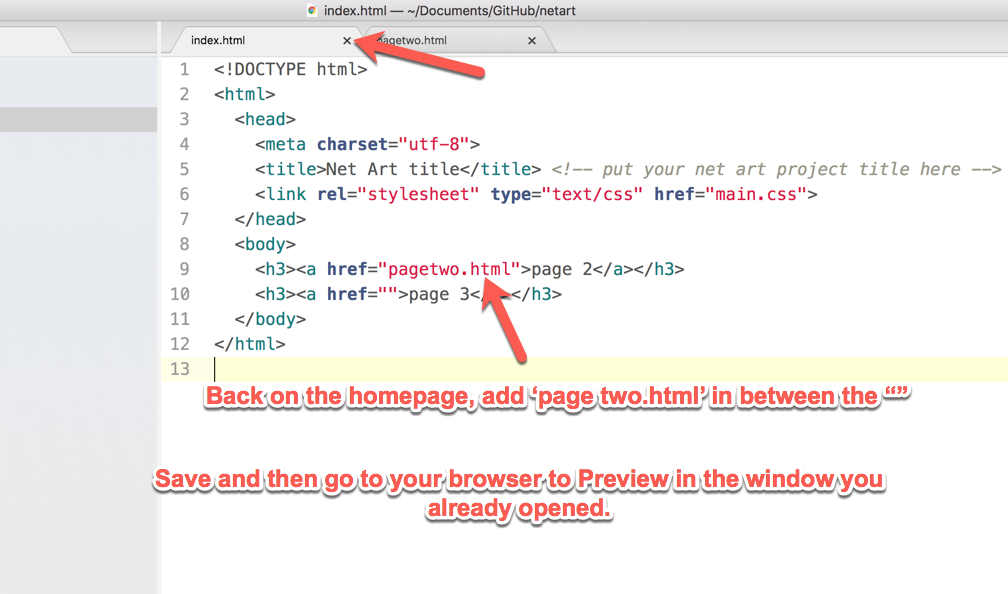 index.html — ~/Documents/GitHub/netart
index.html × pagetwo.html ×
1 <!DOCTYPE html>
2 <html>
3 <head>
4 <meta charset="utf-8">
5 <title>Net Art title</title> <!-- put your net art project title here -->
6 <link rel="stylesheet" type="text/css" href="main.css">
7 </head>
8 <body>
9 <h3><a href="pagetwo.html">page 2</a></h3>
10 <h3><a href="">page 3</a></h3>
11 </body>
12 </html>
13
Back on the homepage, add ‘page two.html’ in between the “”
Save and then go to your browser to Preview in the window you
already opened.